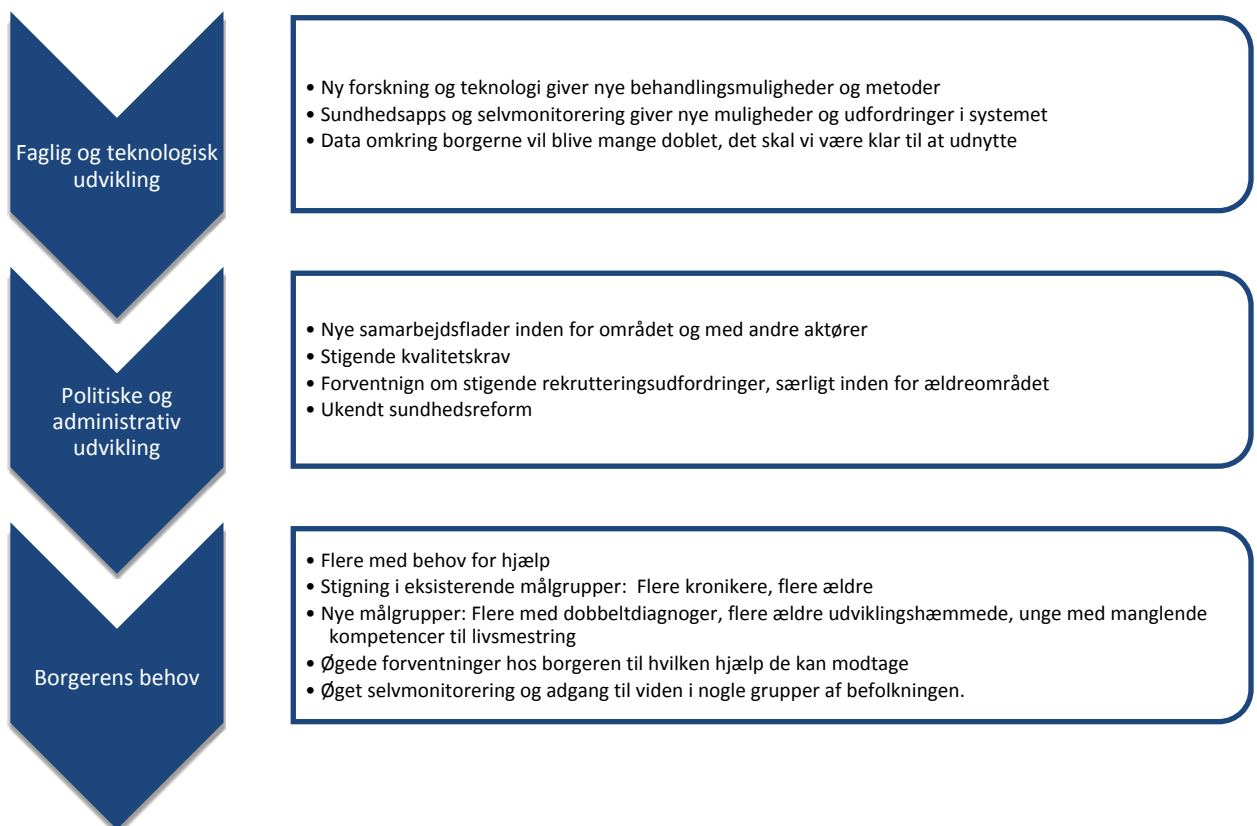 Faglig og teknologisk
udvikling
• Ny forskning og teknologi giver nye behandlingsmuligheder og metoder
• Sundhedsapps og selvmonitorering giver nye muligheder og udfordringer i systemet
• Data omkring borgerne vil blive mange doblet, det skal vi være klar til at udnytte
Politiske og
administrativ
udvikling
• Nye samarbejdsflader inden for området og med andre aktører
• Stigende kvalitetskrav
• Forventnign om stigende rekrutteringsudfordringer, særligt inden for ældreområdet
• Ukendt sundhedsreform
Borgerens behov
• Flere med behov for hjælp
• Stigning i eksisterende målgrupper: Flere kronikere, flere ældre
• Nye målgrupper: Flere med dobbeltdiagnoger, flere ældre udviklingshæmmede, unge med manglende
kompetencer til livsmestring
• Øgede forventninger hos borgeren til hvilken hjælp de kan modtage
• Øget selvmonitorering og adgang til viden i nogle grupper af befolkningen.